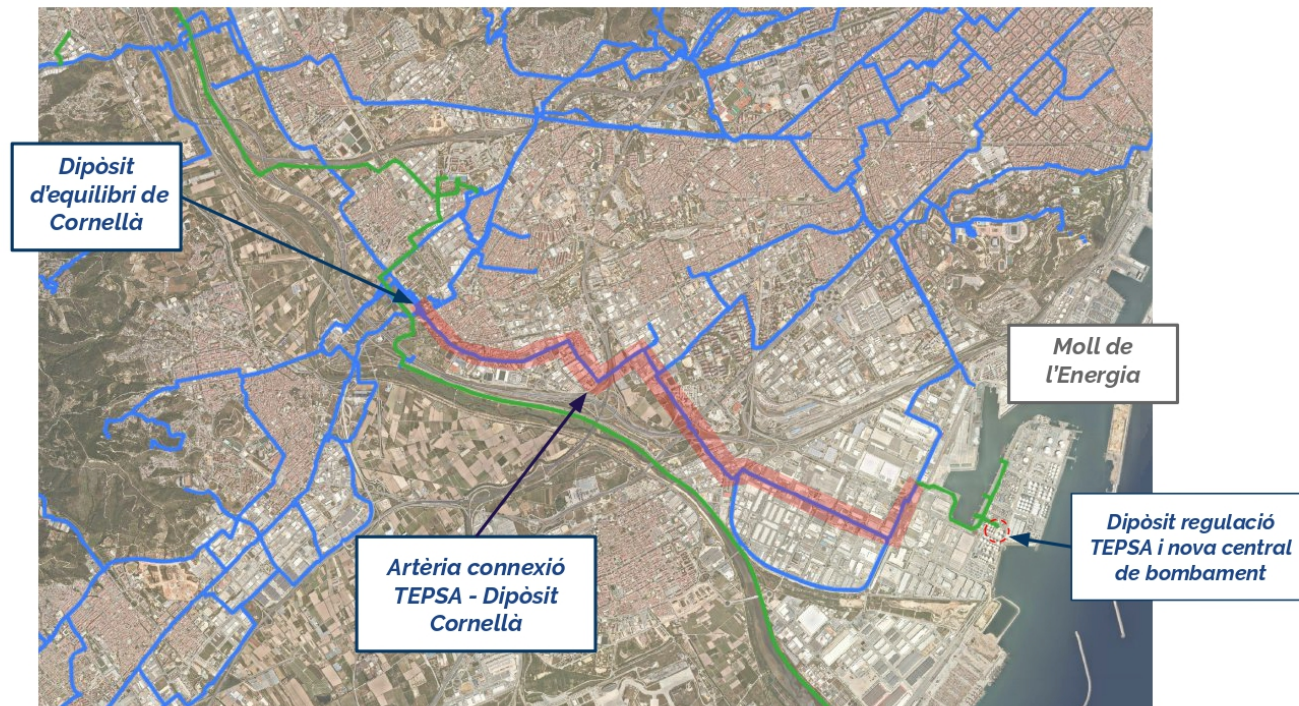 Dipòsit
d'equilibri de
Cornellà
Moll de
l'Energia
Dipòsit regulació
TEPSA i nova central
de bombament
Artèria connexió
TEPSA - Dipòsit
Cornellà